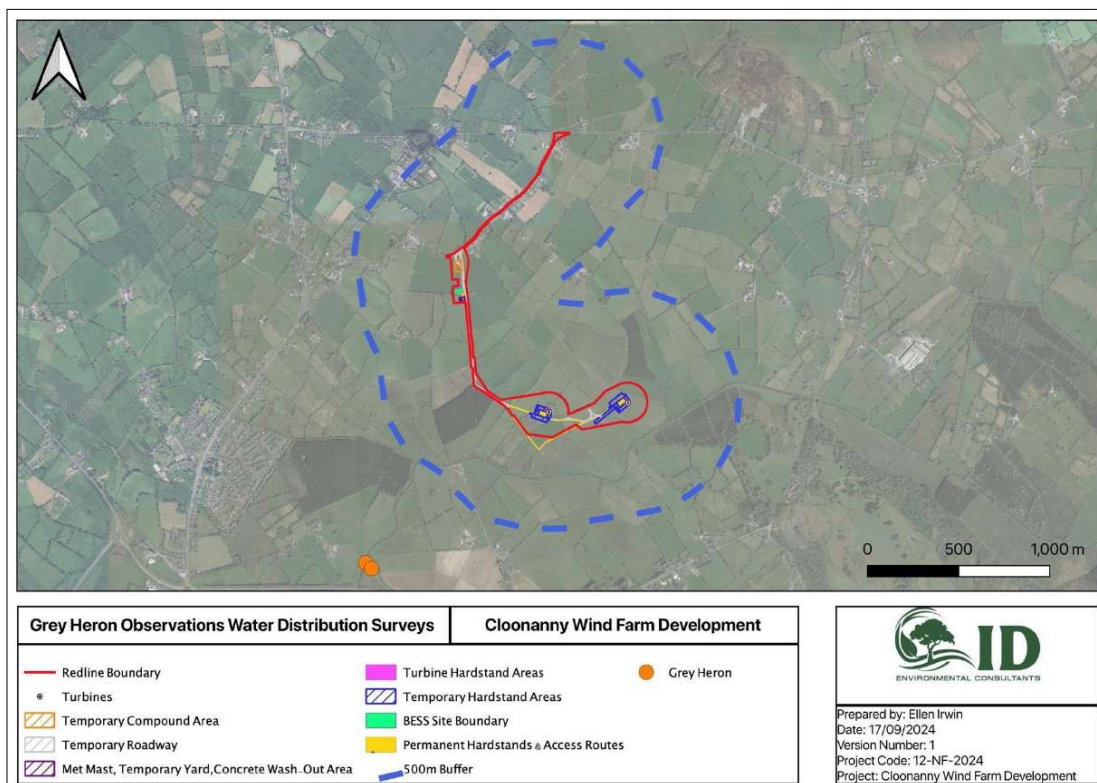 0 500 1,000 m
Grey Heron Observations Water Distribution Surveys
Cloonanny Wind Farm Development
Redline Boundary
Turbines
Temporary Compound Area
Temporary Roadway
Met Mast, Temporary Yard,Concrete Wash-Out Area
Turbine Hardstand Areas
Temporary Hardstand Areas
BESS Site Boundary
Permanent Hardstands & Access Routes
500m Buffer
Grey Heron
ID
ENVIRONMENTAL CONSULTANTS
Prepared by: Ellen Irwin
Date: 17/09/2024
Version Number: 1
Project Code: 12-NF-2024
Project: Cloonanny Wind Farm Development